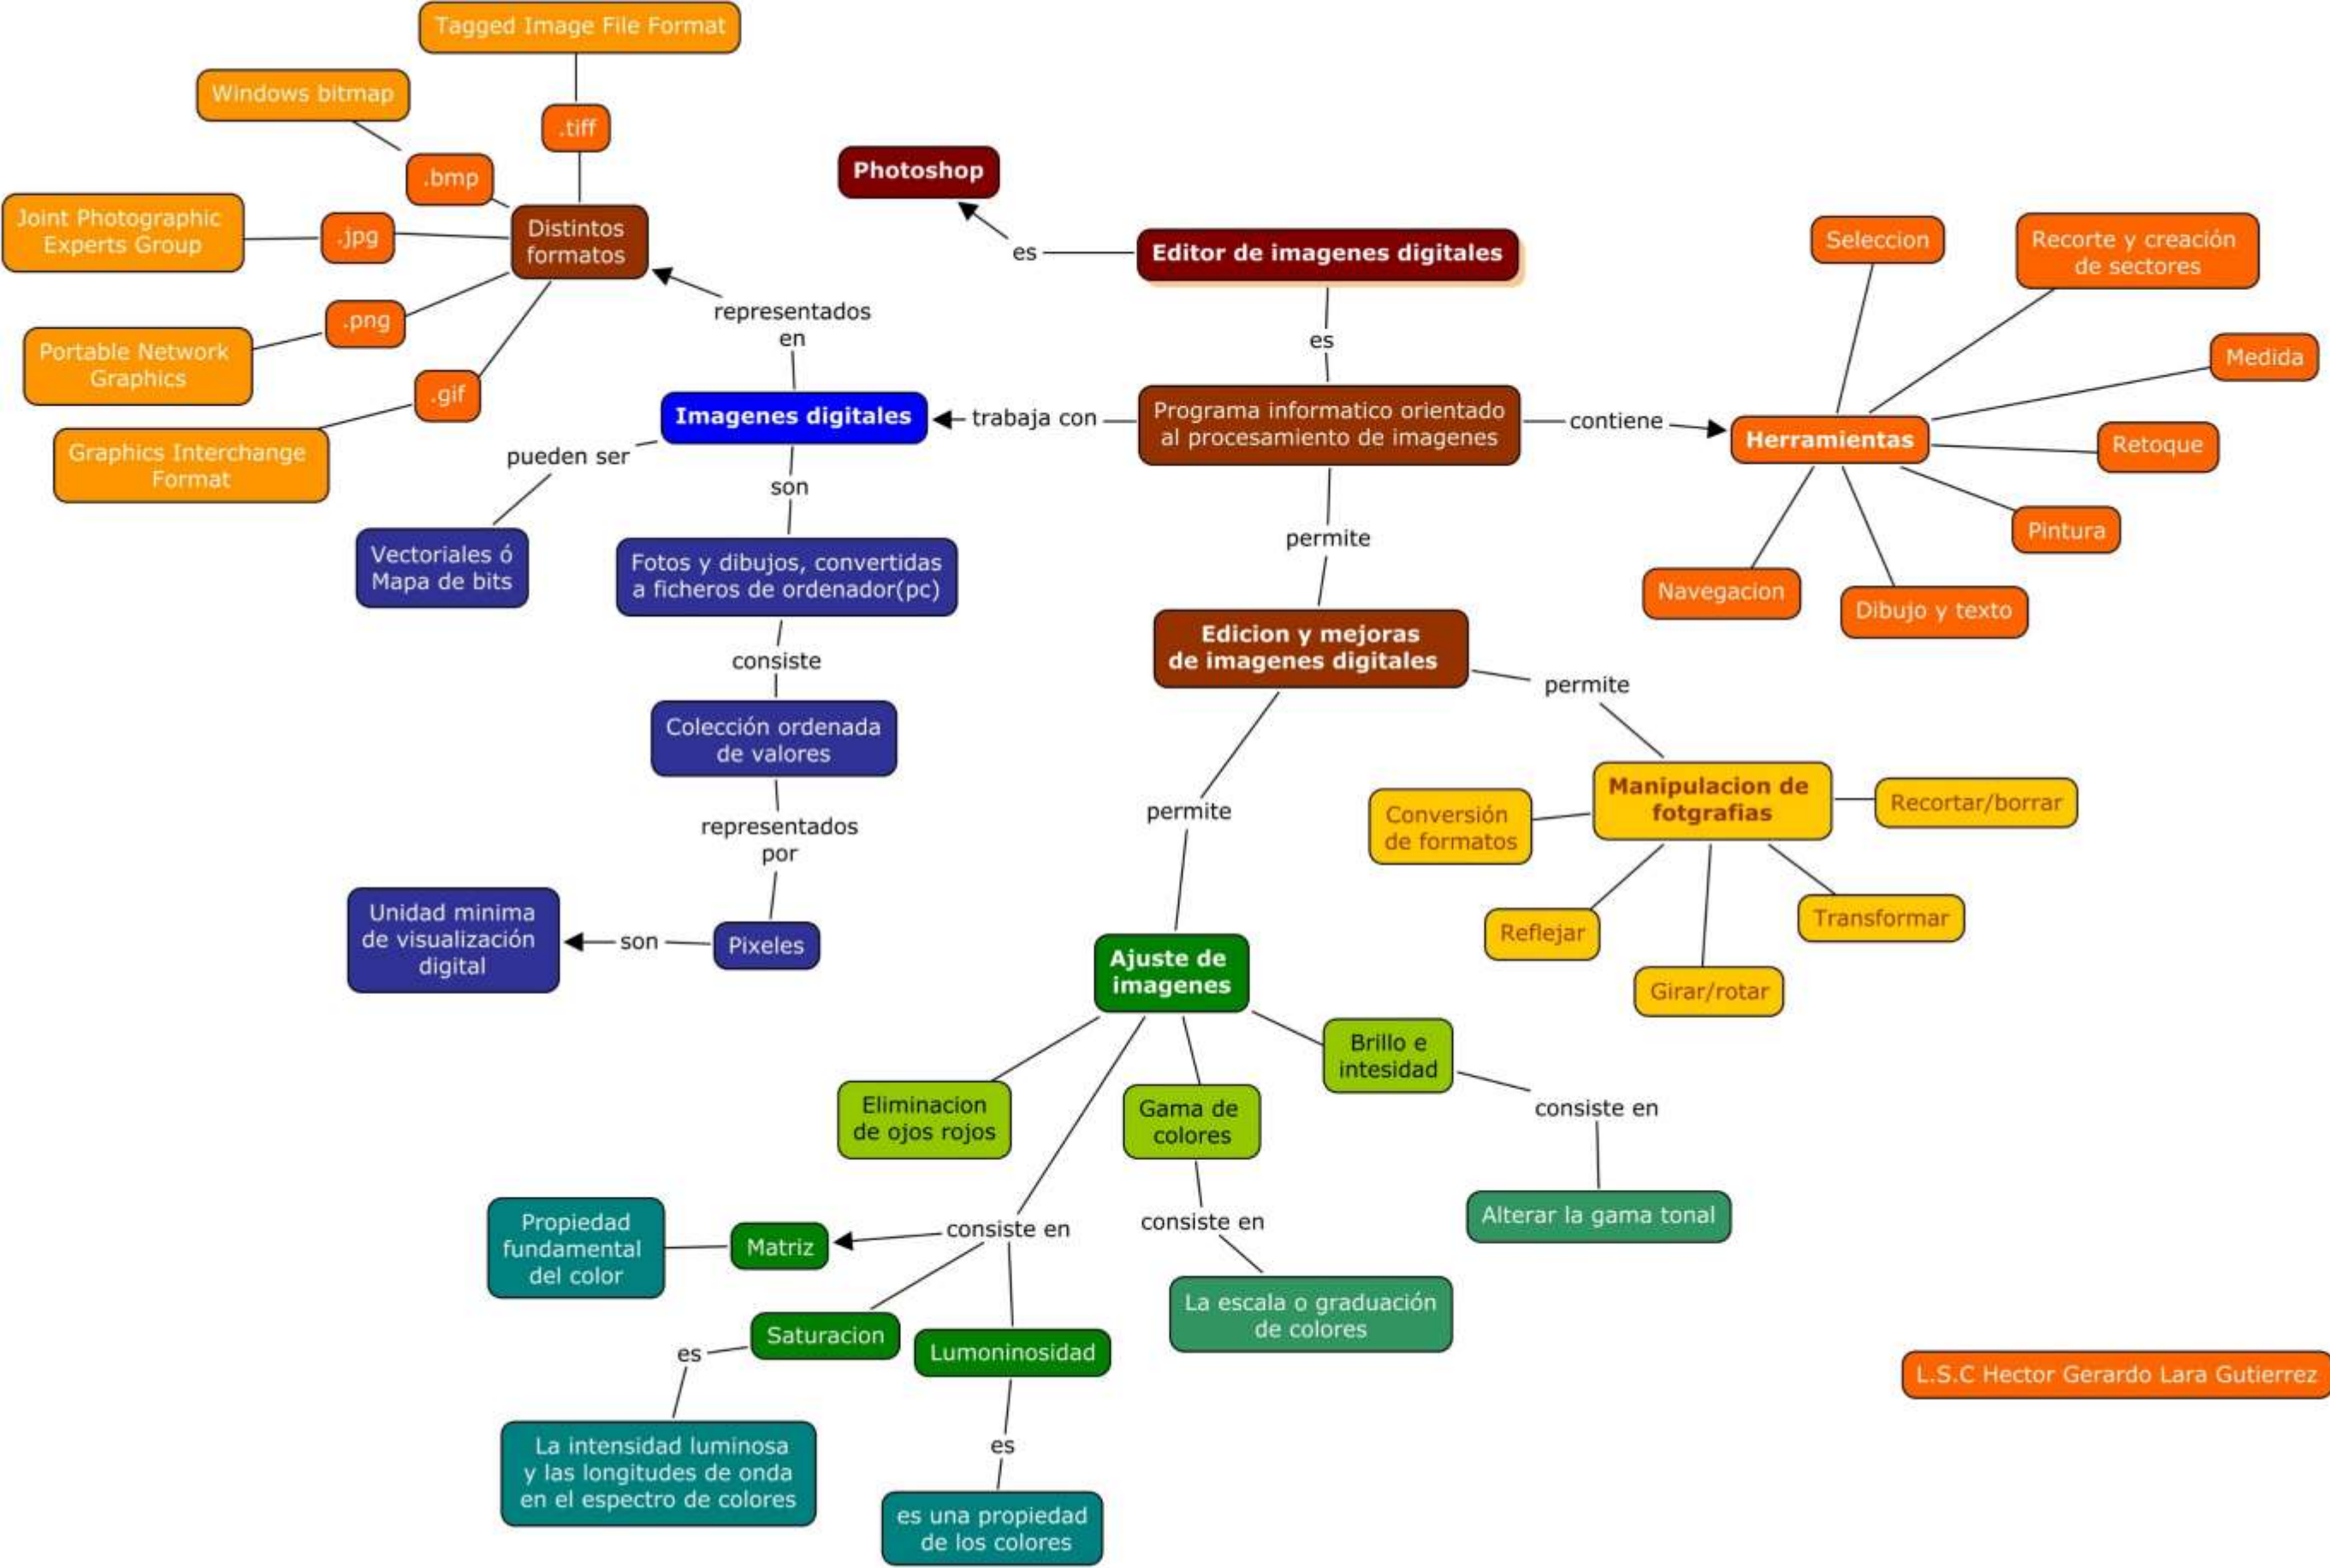 Tagged Image File Format
Windows bitmap
.tiff
.bmp
Joint Photographic
Experts Group
.jpg
Distintos
formatos
.png
Portable Network
Graphics
.gif
Graphics Interchange
Format
representados
en
Photoshop
es
Editor de imagenes digitales
es
Imagenes digitales
trabaja con
Programa informatico orientado
al procesamiento de imagenes
contiene
Herramientas
Seleccion
Recorte y creación
de sectores
Medida
Retoque
Pintura
Dibujo y texto
Navegacion
pueden ser
Vectoriales ó
Mapa de bits
son
Fotos y dibujos, convertidas
a ficheros de ordenador(pc)
consiste
Colección ordenada
de valores
representados
por
Pixeles
son
Unidad minima
de visualización
digital
permite
Edicion y mejoras
de imagenes digitales
permite
Manipulacion de
fotgrafias
Conversión
de formatos
Recortar/borrar
Reflejar
Transformar
Girar/rotar
permite
Ajuste de
imagenes
Eliminacion
de ojos rojos
Gama de
colores
Brillo e
intesidad
consiste en
Alterar la gama tonal
consiste en
La escala o graduación
de colores
consiste en
Matriz
Propiedad
fundamental
del color
Saturacion
es
La intensidad luminosa
y las longitudes de onda
en el espectro de colores
Lumoninosidad
es
es una propiedad
de los colores
L.S.C Hector Gerardo Lara Gutierrez